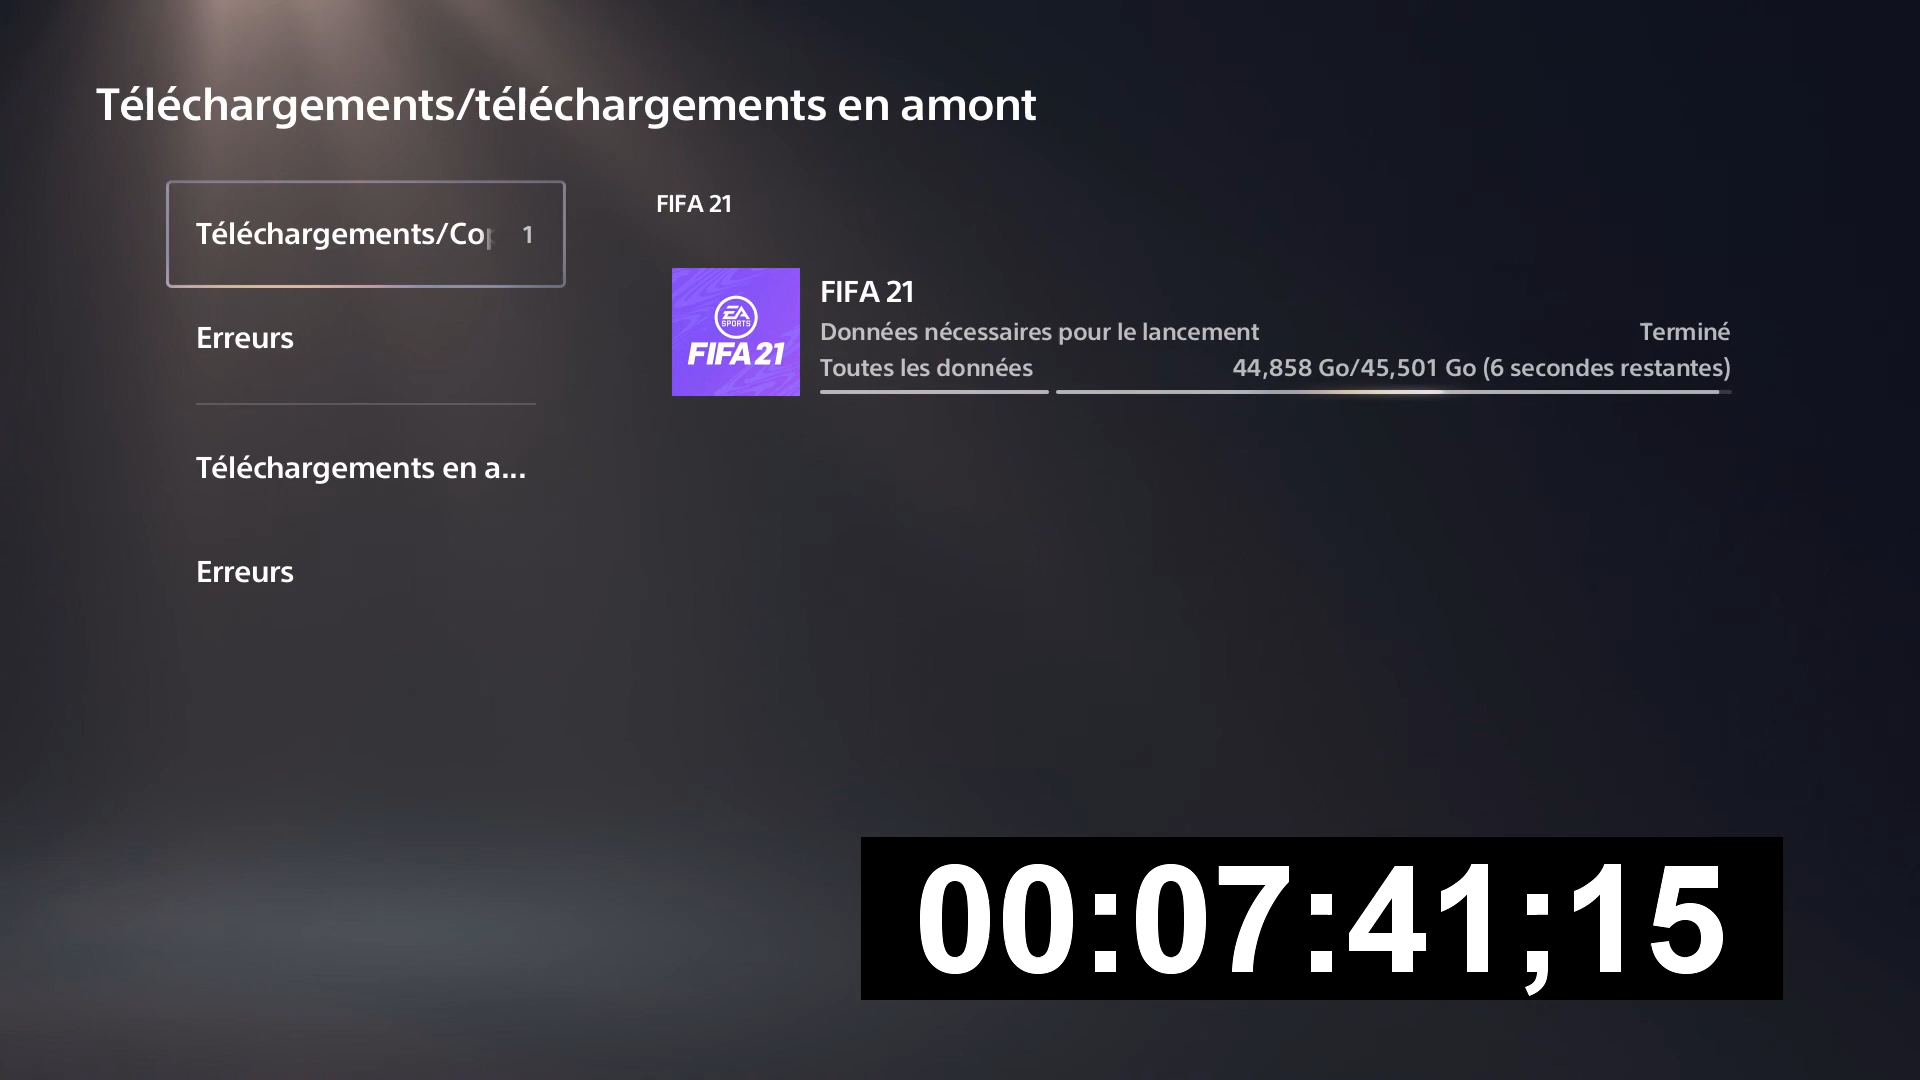 Téléchargements/téléchargements en amont
Téléchargements/Cop 1
Erreurs
Téléchargements en a...
Erreurs
FIFA 21
EA
SPORTS
FIFA 21
FIFA 21
Données nécessaires pour le lancement Terminé
Toutes les données 44,858 Go/45,501 Go (6 secondes restantes)
00:07:41;15